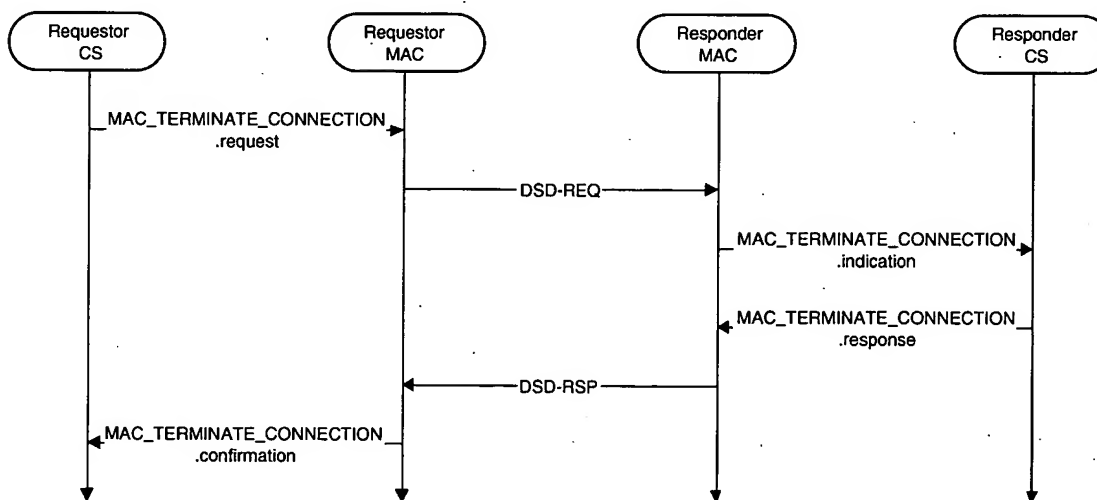 Requestor
CS
Requestor
MAC
Responder
MAC
Responder
CS
MAC_TERMINATE_CONNECTION
.request
DSD-REQ
MAC_TERMINATE_CONNECTION
.indication
MAC_TERMINATE_CONNECTION
.response
DSD-RSP
MAC_TERMINATE_CONNECTION
.confirmation